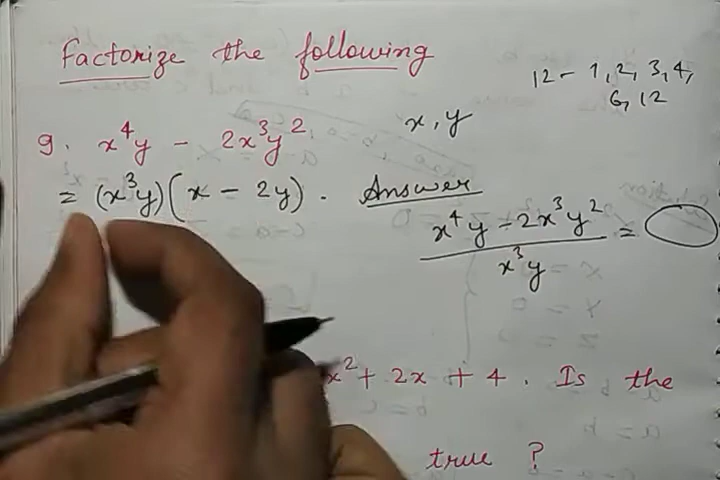 Factorize the following
12 - 1, 2, 3, 4,
6, 12
x, y
9. x⁴y - 2x³y²
= (x³y)(x - 2y). Answer
x⁴y - 2x³y² / x³y =
x² + 2x + 4. Is the
true ?